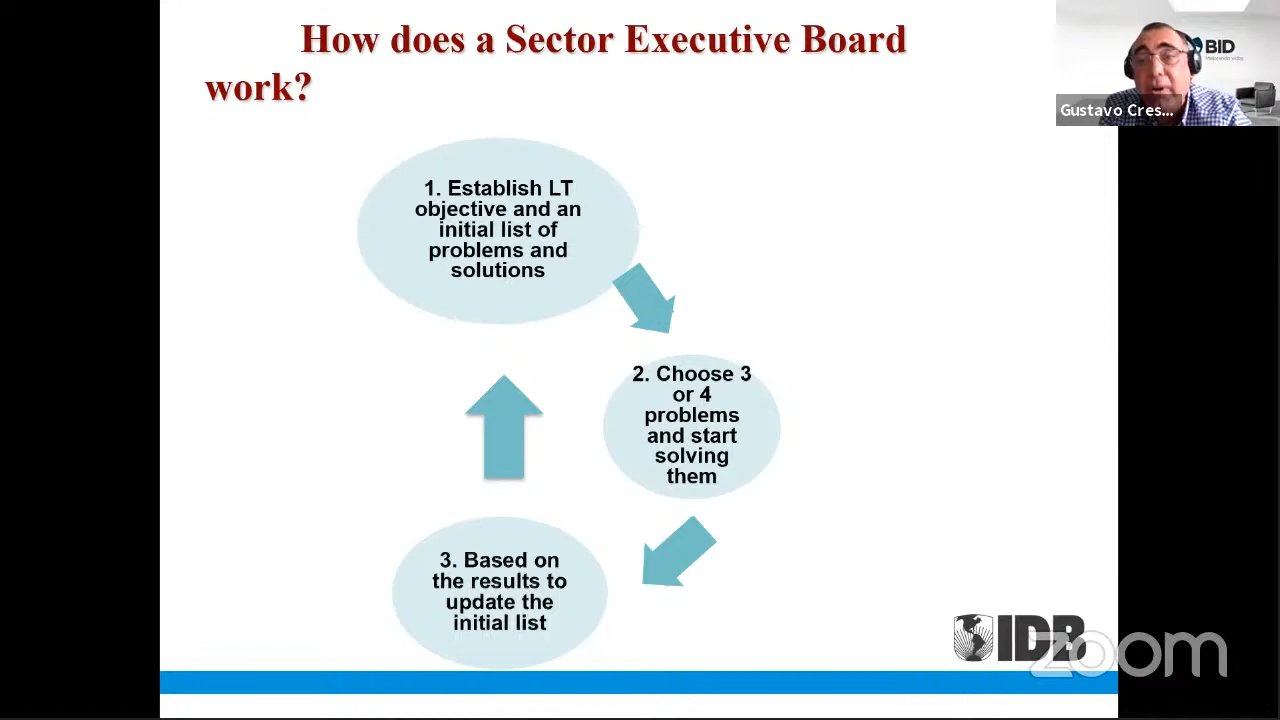 How does a Sector Executive Board
work?
BID
Gustavo Cres...
1. Establish LT
objective and an
initial list of
problems and
solutions
2. Choose 3
or 4
problems
and start
solving
them
3. Based on
the results to
update the
initial list
IDB
zoom